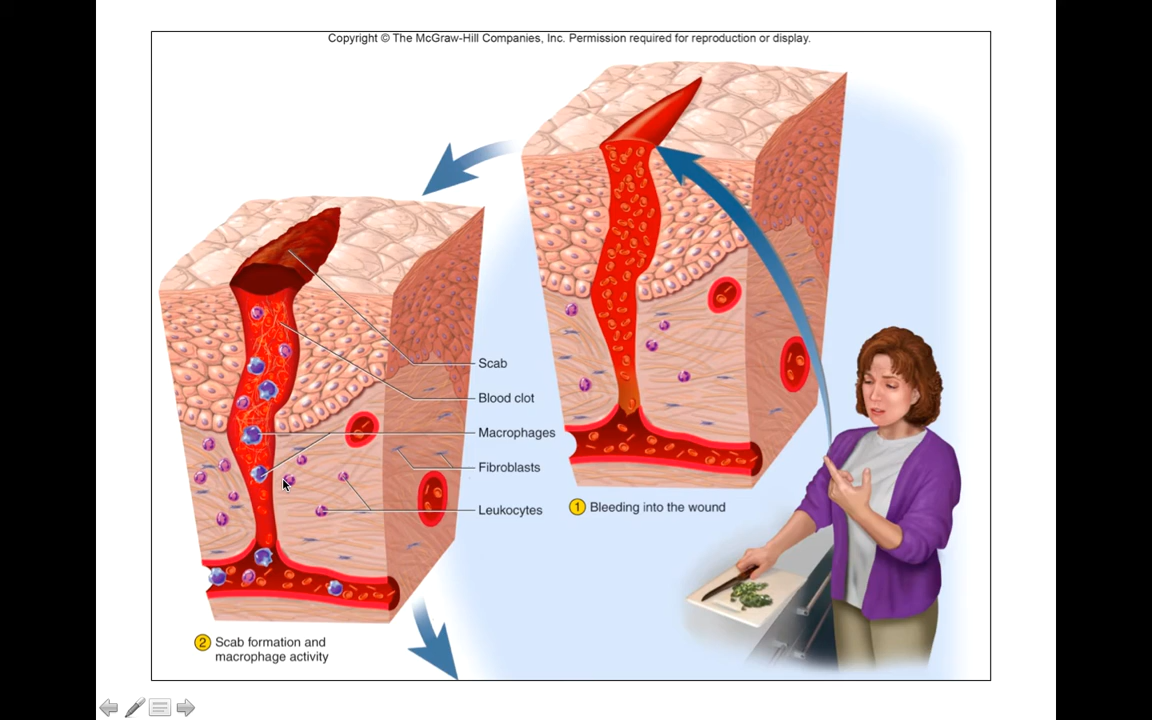 Copyright © The McGraw-Hill Companies, Inc. Permission required for reproduction or display.
Scab
Blood clot
Macrophages
Fibroblasts
Leukocytes
1 Bleeding into the wound
2 Scab formation and
macrophage activity